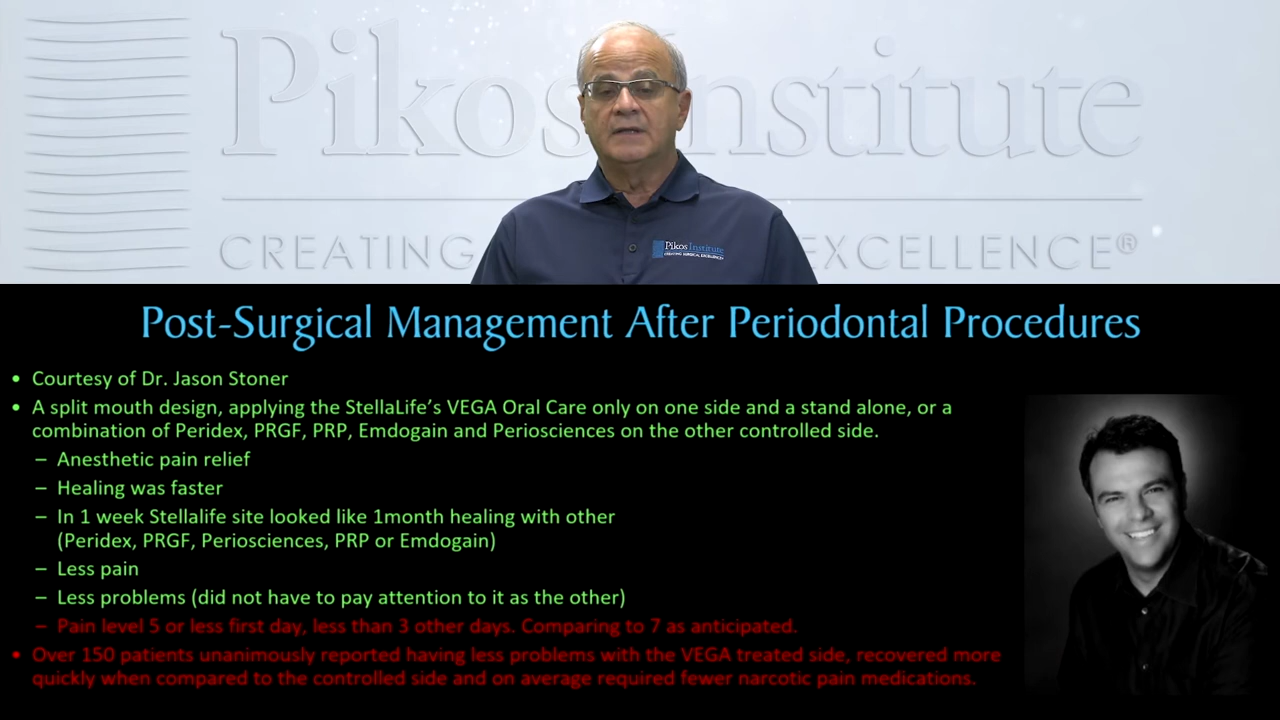 Pikos Institute
CREATING EXCELLENCE®
Pikos Institute
CREATING SURGICAL EXCELLENCE
Post-Surgical Management After Periodontal Procedures
• Courtesy of Dr. Jason Stoner
• A split mouth design, applying the StellaLife’s VEGA Oral Care only on one side and a stand alone, or a
combination of Peridex, PRGF, PRP, Emdogain and Periosciences on the other controlled side.
– Anesthetic pain relief
– Healing was faster
– In 1 week Stellalife site looked like 1month healing with other
(Peridex, PRGF, Periosciences, PRP or Emdogain)
– Less pain
– Less problems (did not have to pay attention to it as the other)
– Pain level 5 or less first day, less than 3 other days. Comparing to 7 as anticipated.
• Over 150 patients unanimously reported having less problems with the VEGA treated side, recovered more
quickly when compared to the controlled side and on average required fewer narcotic pain medications.